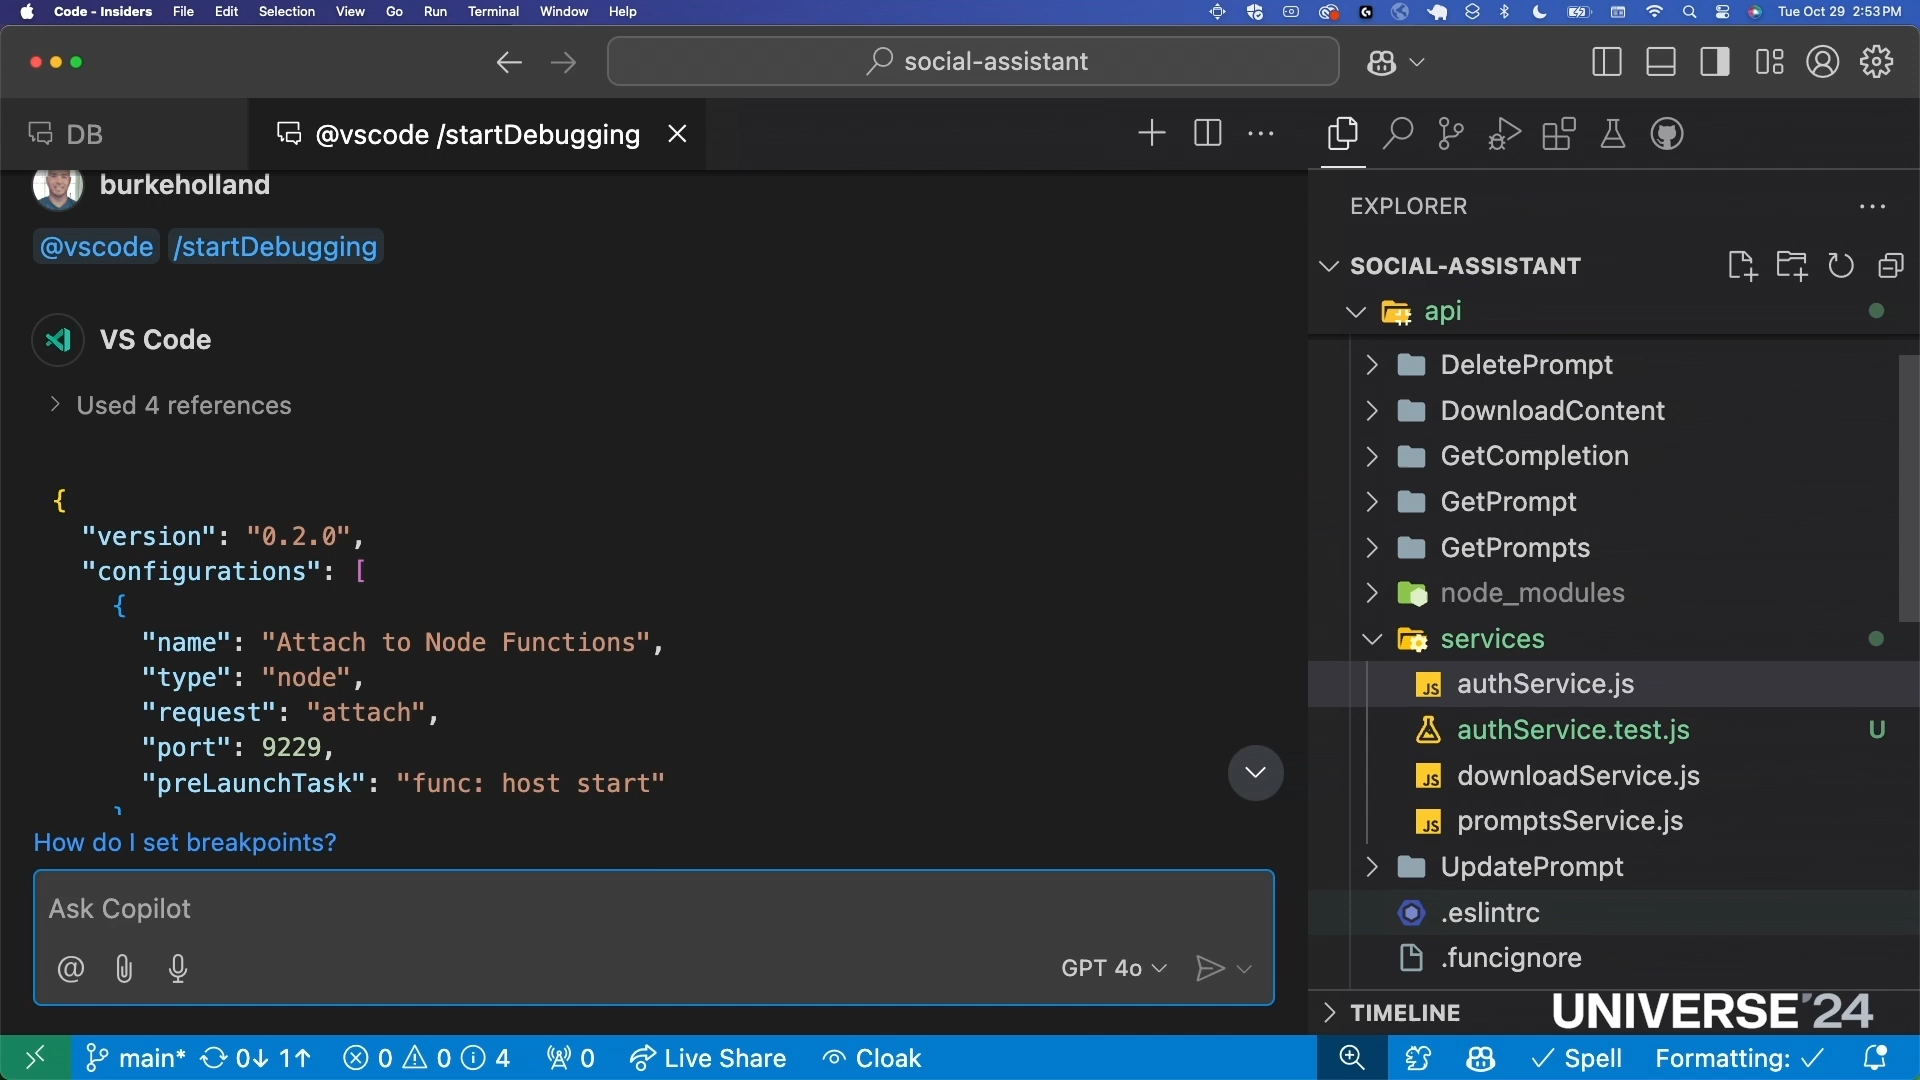 Code - Insiders File Edit Selection View Go Run Terminal Window Help Tue Oct 29 2:53 PM
social-assistant
DB
@vscode /startDebugging
burkeholland
@vscode /startDebugging
VS Code
Used 4 references
{
"version": "0.2.0",
"configurations": [
{
"name": "Attach to Node Functions",
"type": "node",
"request": "attach",
"port": 9229,
"preLaunchTask": "func: host start"
}
How do I set breakpoints?
Ask Copilot
@ GPT 4o
EXPLORER
SOCIAL-ASSISTANT
api
DeletePrompt
DownloadContent
GetCompletion
GetPrompt
GetPrompts
node_modules
services
JS authService.js
authService.test.js U
JS downloadService.js
JS promptsService.js
UpdatePrompt
.eslintrc
.funcignore
TIMELINE
UNIVERSE'24
main* 0↓ 1↑ 0 0 4 0 Live Share Cloak Spell Formatting: ✓